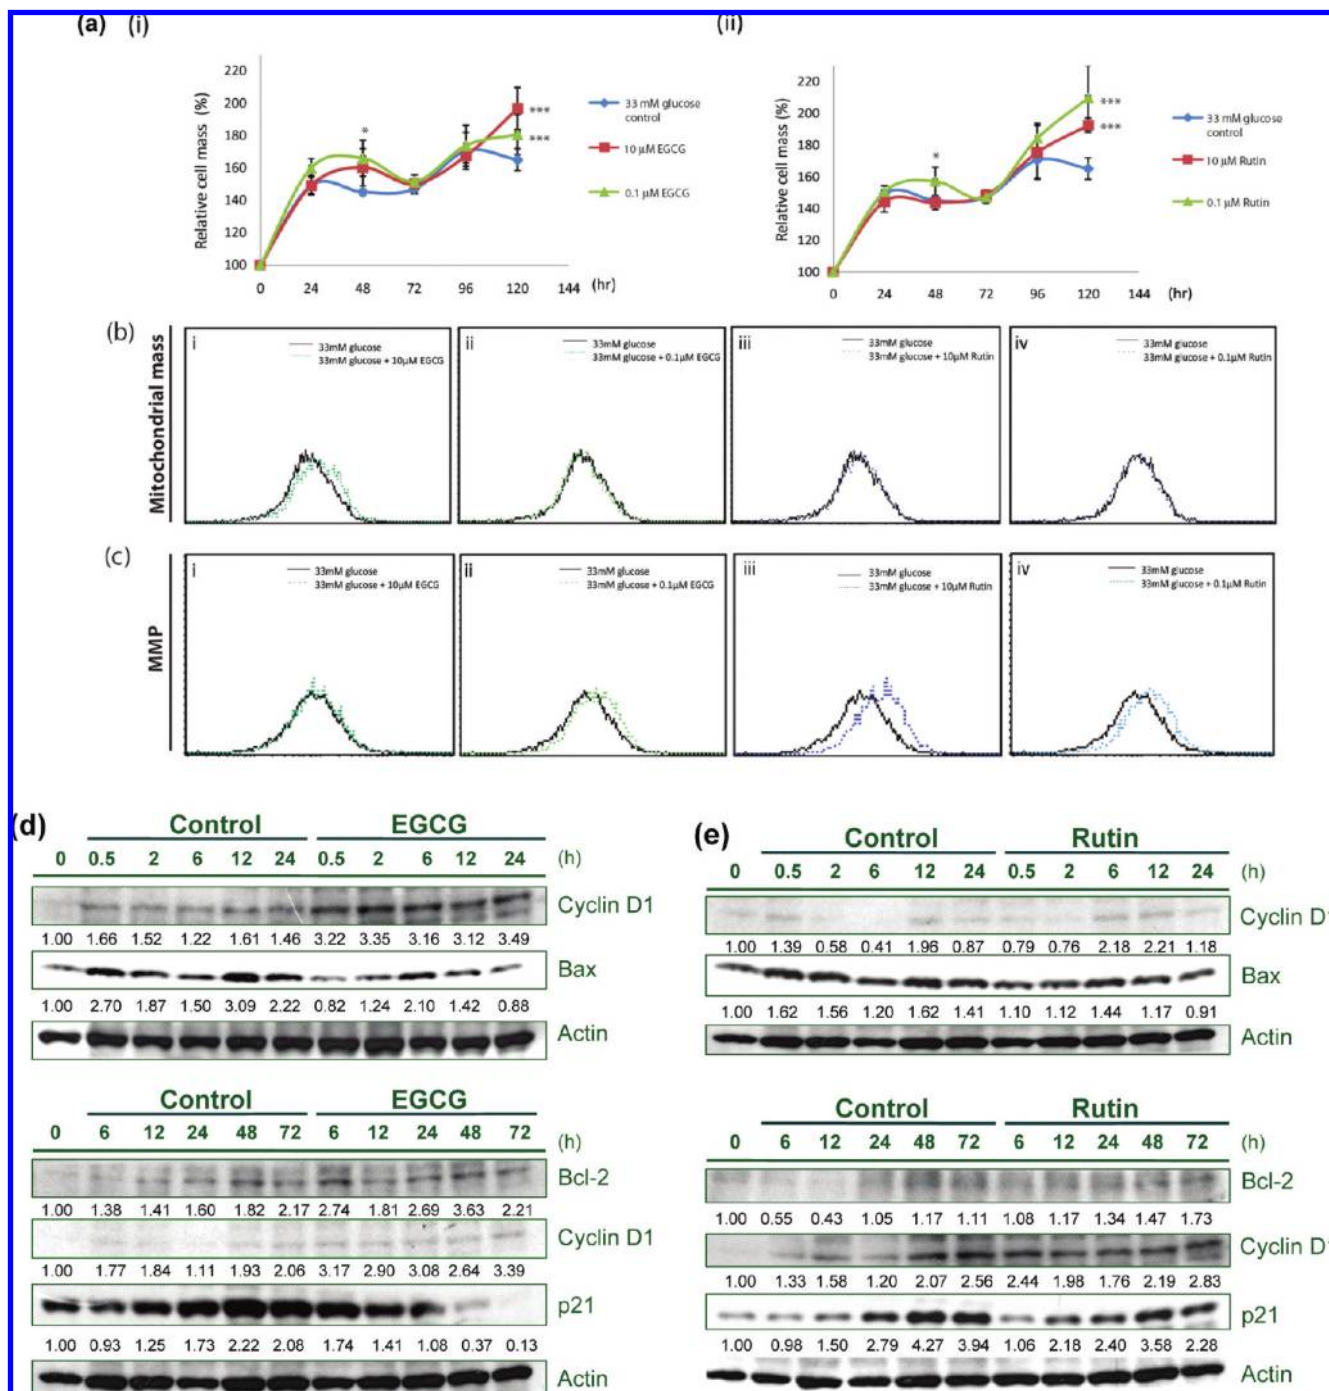 (a) (i)
220
200
180
160
140
120
100
Relative cell mass (%)
0 24 48 72 96 120 144 (hr)
*
***
***
33 mM glucose
control
10 µM EGCG
0.1 µM EGCG
(ii)
220
200
180
160
140
120
100
Relative cell mass (%)
0 24 48 72 96 120 144 (hr)
*
***
***
33 mM glucose
control
10 µM Rutin
0.1 µM Rutin
(b)
Mitochondrial mass
i
33mM glucose
33mM glucose + 10µM EGCG
ii
33mM glucose
33mM glucose + 0.1µM EGCG
iii
33mM glucose
33mM glucose + 10µM Rutin
iv
33mM glucose
33mM glucose + 0.1µM Rutin
(c)
MMP
i
33mM glucose
33mM glucose + 10µM EGCG
ii
33mM glucose
33mM glucose + 0.1µM EGCG
iii
33mM glucose
33mM glucose + 10µM Rutin
iv
33mM glucose
33mM glucose + 0.1µM Rutin
(d)
Control EGCG
0 0.5 2 6 12 24 0.5 2 6 12 24 (h)
Cyclin D1
1.00 1.66 1.52 1.22 1.61 1.46 3.22 3.35 3.16 3.12 3.49
Bax
1.00 2.70 1.87 1.50 3.09 2.22 0.82 1.24 2.10 1.42 0.88
Actin
Control EGCG
0 6 12 24 48 72 6 12 24 48 72 (h)
Bcl-2
1.00 1.38 1.41 1.60 1.82 2.17 2.74 1.81 2.69 3.63 2.21
Cyclin D1
1.00 1.77 1.84 1.11 1.93 2.06 3.17 2.90 3.08 2.64 3.39
p21
1.00 0.93 1.25 1.73 2.22 2.08 1.74 1.41 1.08 0.37 0.13
Actin
(e)
Control Rutin
0 0.5 2 6 12 24 0.5 2 6 12 24 (h)
Cyclin D1
1.00 1.39 0.58 0.41 1.96 0.87 0.79 0.76 2.18 2.21 1.18
Bax
1.00 1.62 1.56 1.20 1.62 1.41 1.10 1.12 1.44 1.17 0.91
Actin
Control Rutin
0 6 12 24 48 72 6 12 24 48 72 (h)
Bcl-2
1.00 0.55 0.43 1.05 1.17 1.11 1.08 1.17 1.34 1.47 1.73
Cyclin D1
1.00 1.33 1.58 1.20 2.07 2.56 2.44 1.98 1.76 2.19 2.83
p21
1.00 0.98 1.50 2.79 4.27 3.94 1.06 2.18 2.40 3.58 2.28
Actin